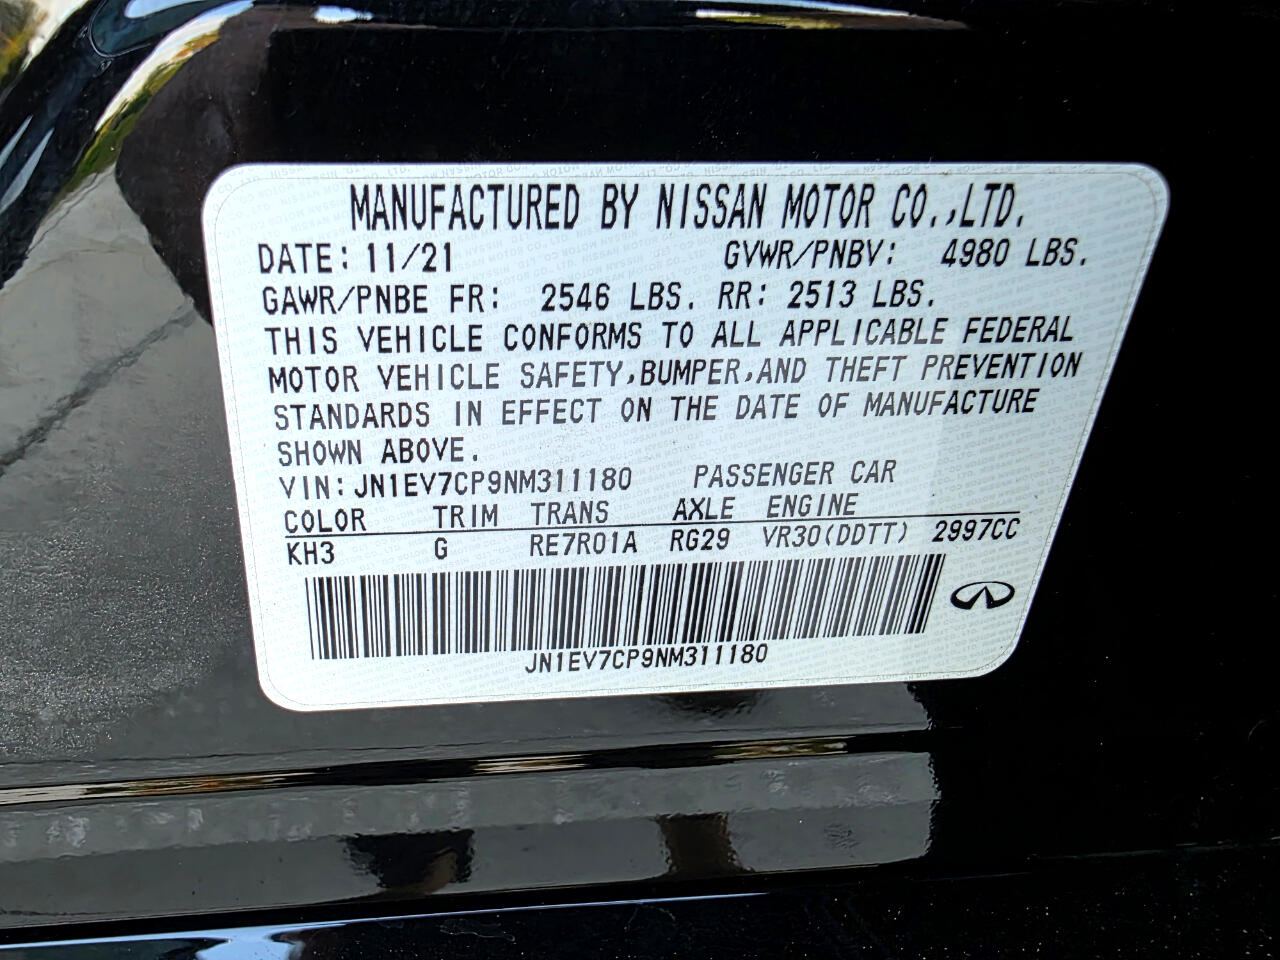 MANUFACTURED BY NISSAN MOTOR CO.,LTD.
DATE: 11/21 GVWR/PNBV: 4980 LBS.
GAWR/PNBE FR: 2546 LBS. RR: 2513 LBS.
THIS VEHICLE CONFORMS TO ALL APPLICABLE FEDERAL
MOTOR VEHICLE SAFETY,BUMPER,AND THEFT PREVENTION
STANDARDS IN EFFECT ON THE DATE OF MANUFACTURE
SHOWN ABOVE.
VIN: JN1EV7CP9NM311180 PASSENGER CAR
COLOR TRIM TRANS AXLE ENGINE
KH3 G RE7R01A RG29 VR30(DDTT) 2997CC
JN1EV7CP9NM311180